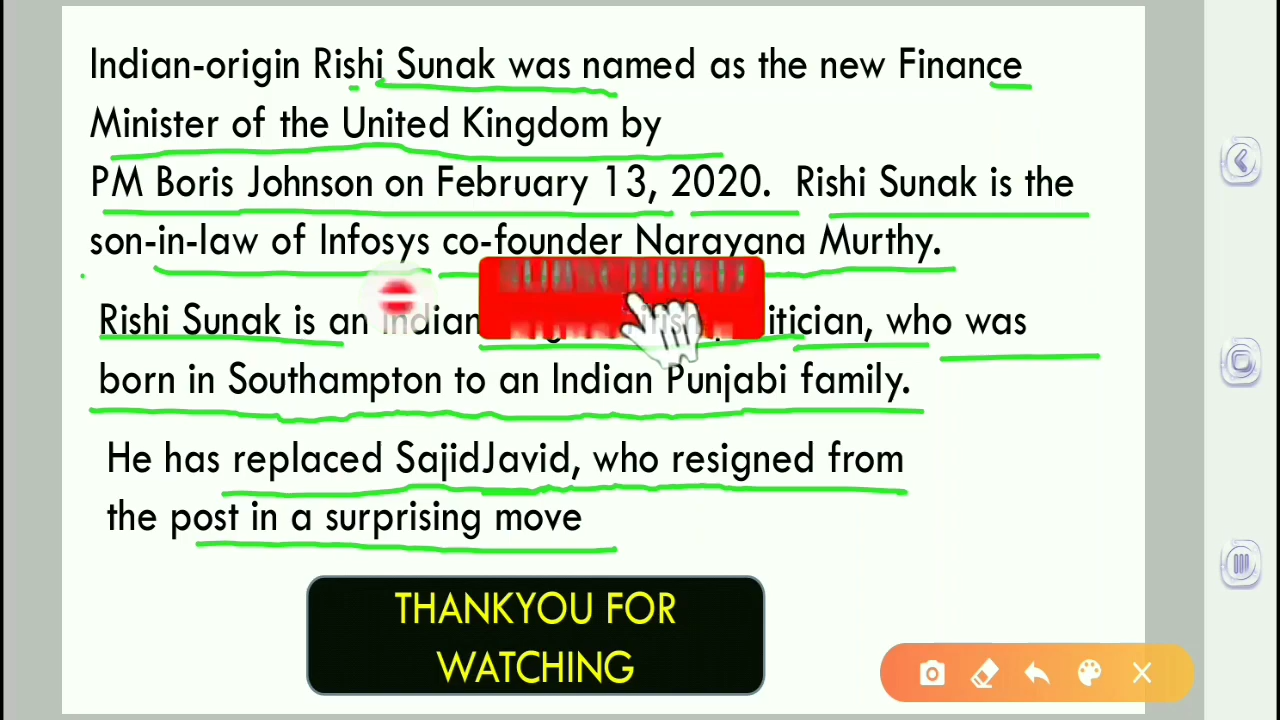 Indian-origin Rishi Sunak was named as the new Finance
Minister of the United Kingdom by
PM Boris Johnson on February 13, 2020. Rishi Sunak is the
son-in-law of Infosys co-founder Narayana Murthy.
Rishi Sunak is an Indian who was
born in Southampton to an Indian Punjabi family.
He has replaced SajidJavid, who resigned from
the post in a surprising move
THANKYOU FOR
WATCHING